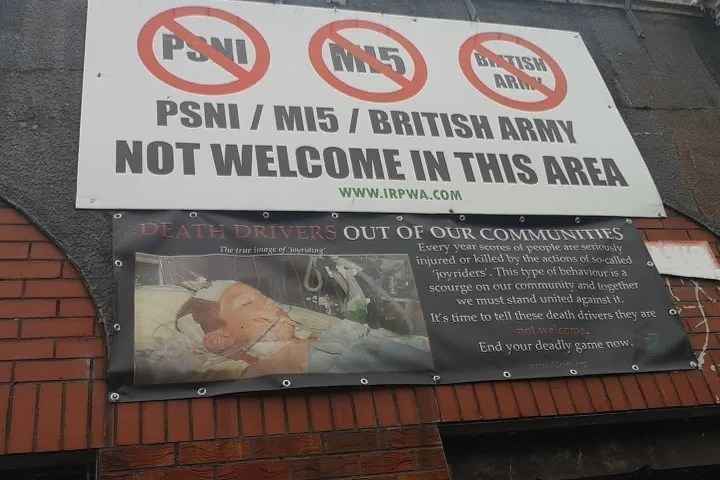 PSNI
MI5
BRITISH
ARMY
PSNI / MI5 / BRITISH ARMY
NOT WELCOME IN THIS AREA
WWW.IRPWA.COM
DEATH DRIVERS OUT OF OUR COMMUNITIES
The true image of 'joyriding'
Every year scores of people are seriously
injured or killed by the actions of so-called
'joyriders'. This type of behaviour is a
scourge on our community and together
we must stand united against it.
It's time to tell these death drivers they are
not welcome.
End your deadly game now.